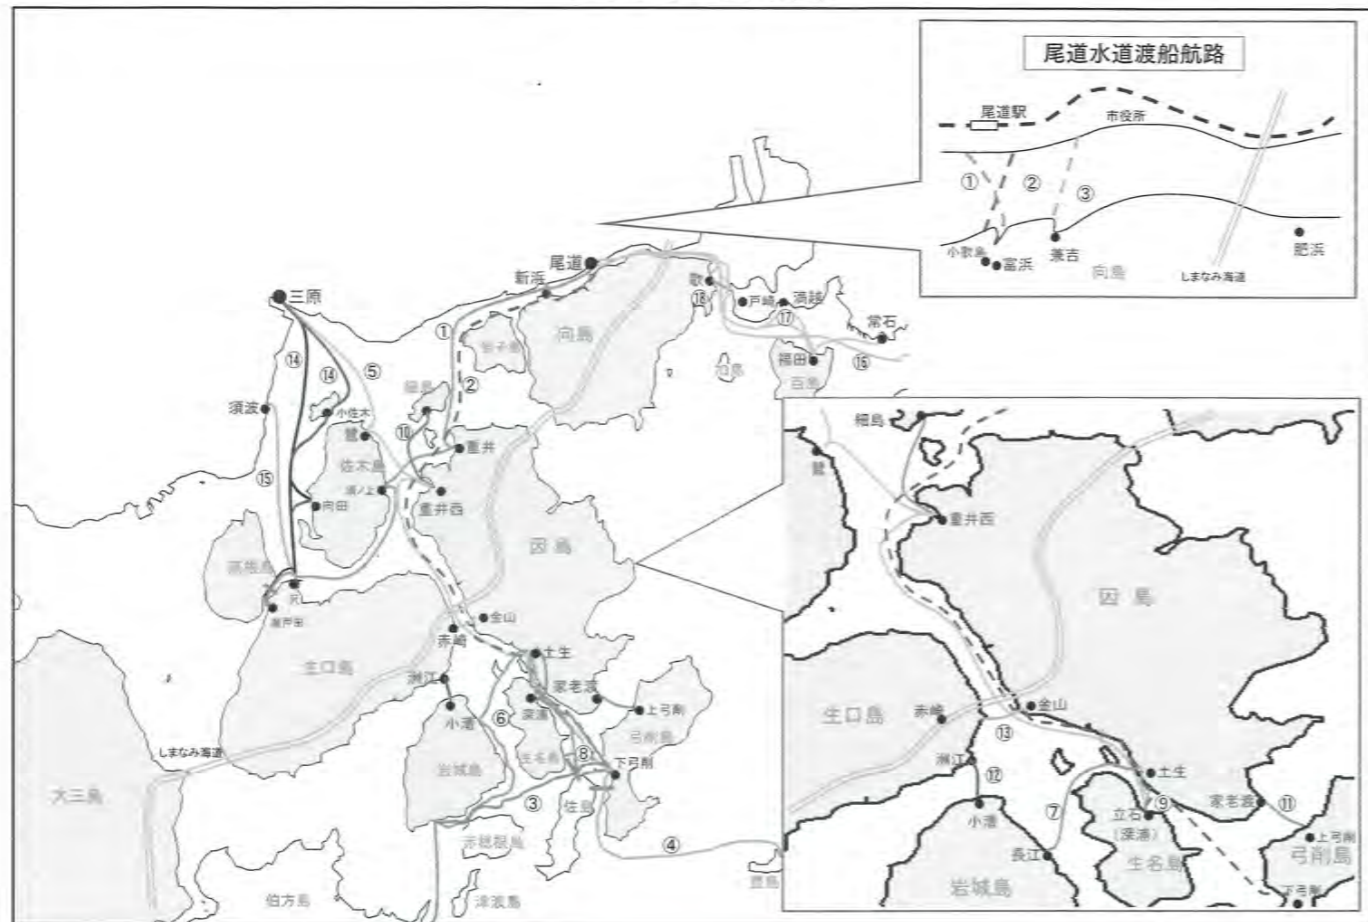 尾道水道渡船航路
尾道駅
市役所
①
②
③
小歌島
富浜
兼吉
向島
しまなみ海道
肥浜
尾道
新浜
三原
歌
⑱
戸崎
満越
⑰
常石
⑯
福田
百島
向島
岩子島
①
②
⑭
⑭
⑤
細島
⑩
須波
小佐木
鷺
佐木島
重井
重井西
向田
⑮
因島
高根島
沢
瀬戸田
金山
赤崎
生口島
土生
洲江
家老渡
小漕
⑥
深浦
上弓削
弓削島
生名島
⑧
下弓削
しまなみ海道
岩城島
大三島
③
佐島
赤穂根島
④
豊島
伯方島
津波島
細島
鷺
重井西
因島
生口島
赤崎
金山
⑬
洲江
⑫
土生
⑦
⑨
家老渡
⑪
小漕
立石
(深浦)
上弓削
長江
生名島
弓削島
岩城島
下弓削